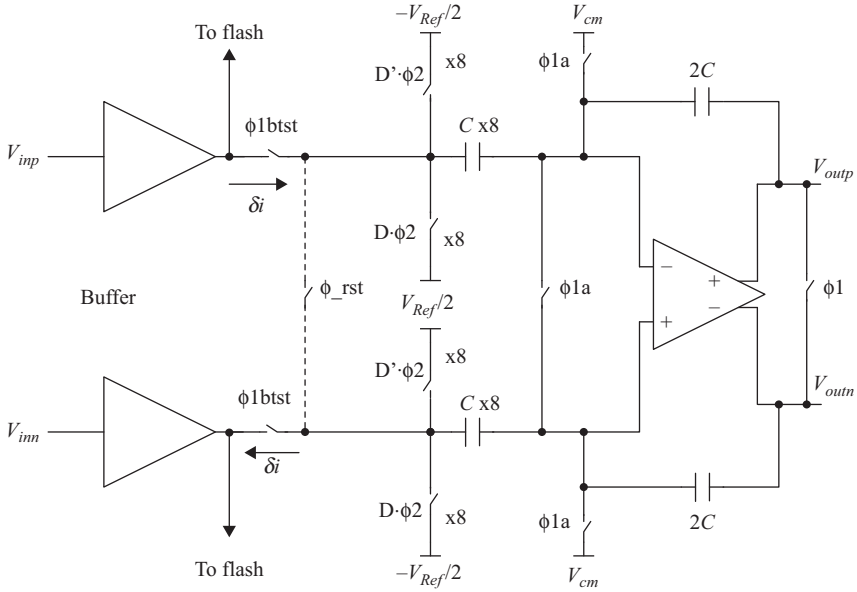 −V_Ref/2
V_cm
To flash
x8
D'·ϕ2
ϕ1a
2C
ϕ1btst
C x8
V_inp
V_outp
δi
D·ϕ2
x8
−
+
Buffer
ϕ_rst
V_Ref/2
ϕ1a
ϕ1
−
+
x8
D'·ϕ2
ϕ1btst
C x8
V_outn
V_inn
δi
D·ϕ2
x8
ϕ1a
2C
To flash
−V_Ref/2
V_cm